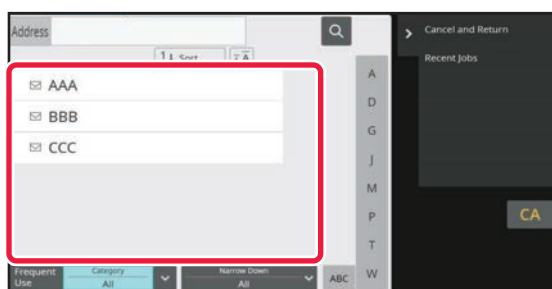 Address
Cancel and Return
Recent Jobs
Sort
AAA
BBB
CCC
A
D
G
J
M
P
T
W
CA
Frequent Use
Category
All
Narrow Down
All
ABC